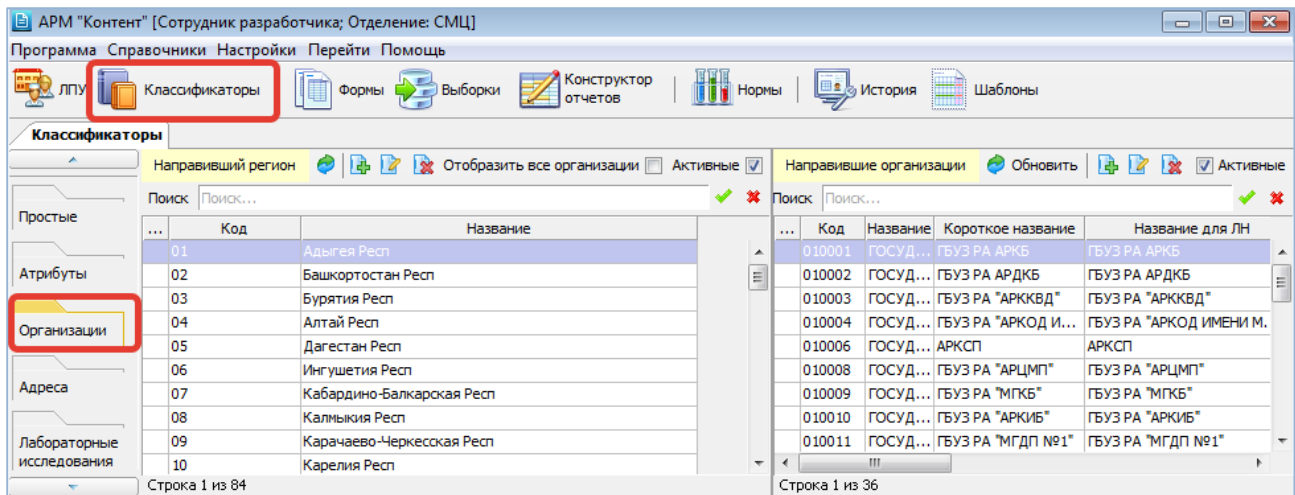 АРМ "Контент" [Сотрудник разработчика; Отделение: СМЦ]
Программа Справочники Настройки Перейти Помощь
ЛПУ Классификаторы Формы Выборки Конструктор отчетов Нормы История Шаблоны
Классификаторы
Простые
Атрибуты
Организации
Адреса
Лабораторные
исследования
Направивший регион Отобразить все организации Активные
Поиск Поиск...
... Код Название
01 Адыгея Респ
02 Башкортостан Респ
03 Бурятия Респ
04 Алтай Респ
05 Дагестан Респ
06 Ингушетия Респ
07 Кабардино-Балкарская Респ
08 Калмыкия Респ
09 Карачаево-Черкесская Респ
10 Карелия Респ
Строка 1 из 84
Направившие организации Обновить Активные
Поиск Поиск...
... Код Название Короткое название Название для ЛН
010001 ГОСУД... ГБУЗ РА АРКБ ГБУЗ РА АРКБ
010002 ГОСУД... ГБУЗ РА АРДКБ ГБУЗ РА АРДКБ
010003 ГОСУД... ГБУЗ РА "АРККВД" ГБУЗ РА "АРККВД"
010004 ГОСУД... ГБУЗ РА "АРКОД И... ГБУЗ РА "АРКОД ИМЕНИ М.
010006 ГОСУД... АРКСП АРКСП
010008 ГОСУД... ГБУЗ РА "АРЦМП" ГБУЗ РА "АРЦМП"
010009 ГОСУД... ГБУЗ РА "МГКБ" ГБУЗ РА "МГКБ"
010010 ГОСУД... ГБУЗ РА "АРКИБ" ГБУЗ РА "АРКИБ"
010011 ГОСУД... ГБУЗ РА "МГДП №1" ГБУЗ РА "МГДП №1"
Строка 1 из 36